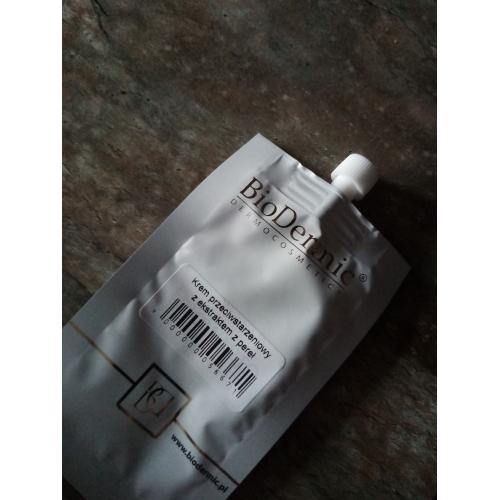 BioDermic®
DERMOCOSMETIC
Krem przeciwstarzeniowy
z ekstraktem z pereł
www.biodermic.pl